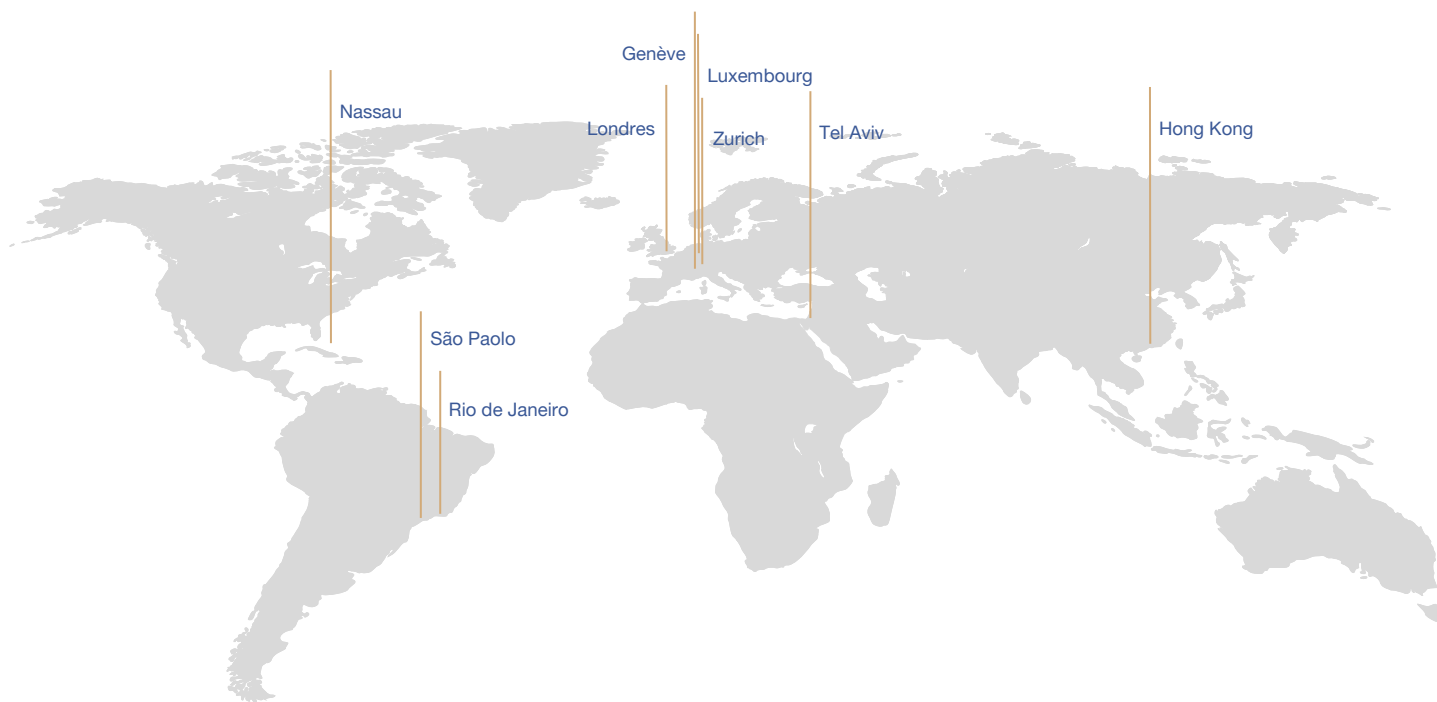 Genève
Luxembourg
Nassau
Londres
Zurich
Tel Aviv
Hong Kong
São Paolo
Rio de Janeiro